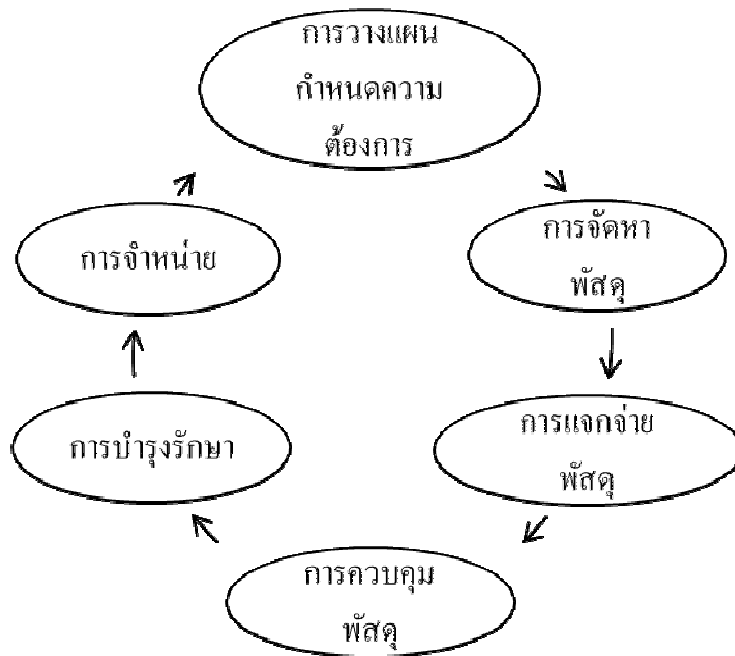 การวางแผน
กำหนดความ
ต้องการ
การจัดหา
พัสดุ
การแจกจ่าย
พัสดุ
การควบคุม
พัสดุ
การบำรุงรักษา
การจำหน่าย